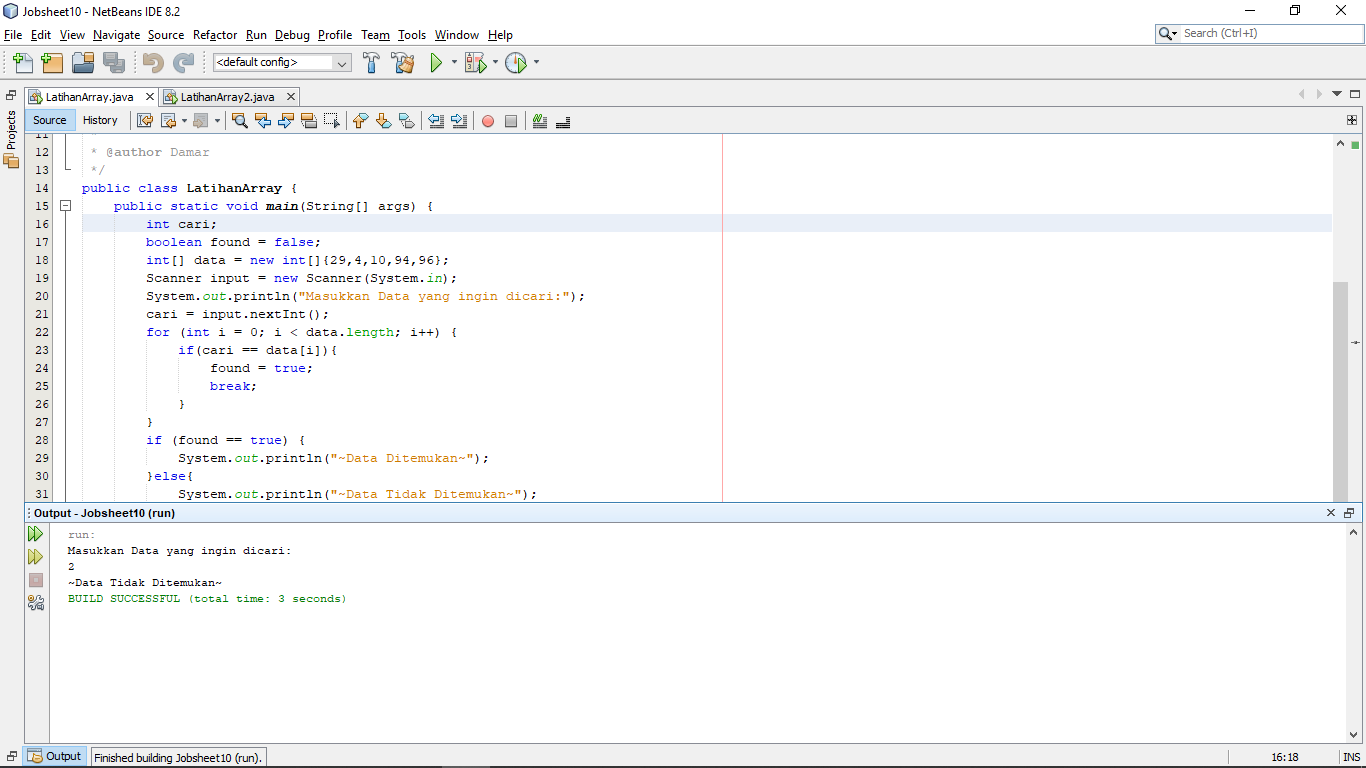 Jobsheet10 - NetBeans IDE 8.2
File Edit View Navigate Source Refactor Run Debug Profile Team Tools Window Help
Search (Ctrl+I)
<default config>
Projects
LatihanArray.java
LatihanArray2.java
Source History
11 *
12 * @author Damar
13 */
14 public class LatihanArray {
15 public static void main(String[] args) {
16 int cari;
17 boolean found = false;
18 int[] data = new int[]{29,4,10,94,96};
19 Scanner input = new Scanner(System.in);
20 System.out.println("Masukkan Data yang ingin dicari:");
21 cari = input.nextInt();
22 for (int i = 0; i < data.length; i++) {
23 if(cari == data[i]){
24 found = true;
25 break;
26 }
27 }
28 if (found == true) {
29 System.out.println("~Data Ditemukan~");
30 }else{
31 System.out.println("~Data Tidak Ditemukan~");
Output - Jobsheet10 (run)
run:
Masukkan Data yang ingin dicari:
2
~Data Tidak Ditemukan~
BUILD SUCCESSFUL (total time: 3 seconds)
Output
Finished building Jobsheet10 (run).
16:18
INS